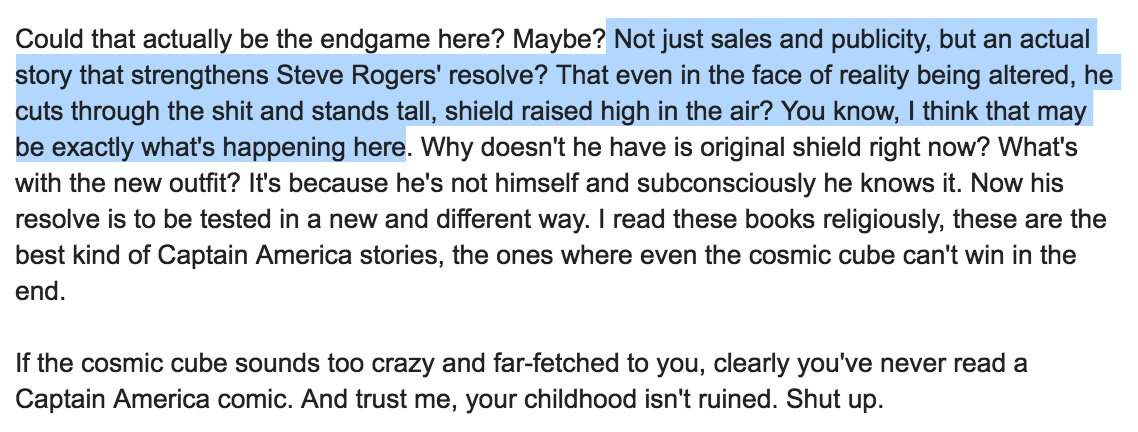 Could that actually be the endgame here? Maybe? Not just sales and publicity, but an actual
story that strengthens Steve Rogers' resolve? That even in the face of reality being altered, he
cuts through the shit and stands tall, shield raised high in the air? You know, I think that may
be exactly what's happening here. Why doesn't he have is original shield right now? What's
with the new outfit? It's because he's not himself and subconsciously he knows it. Now his
resolve is to be tested in a new and different way. I read these books religiously, these are the
best kind of Captain America stories, the ones where even the cosmic cube can't win in the
end.
If the cosmic cube sounds too crazy and far-fetched to you, clearly you've never read a
Captain America comic. And trust me, your childhood isn't ruined. Shut up.